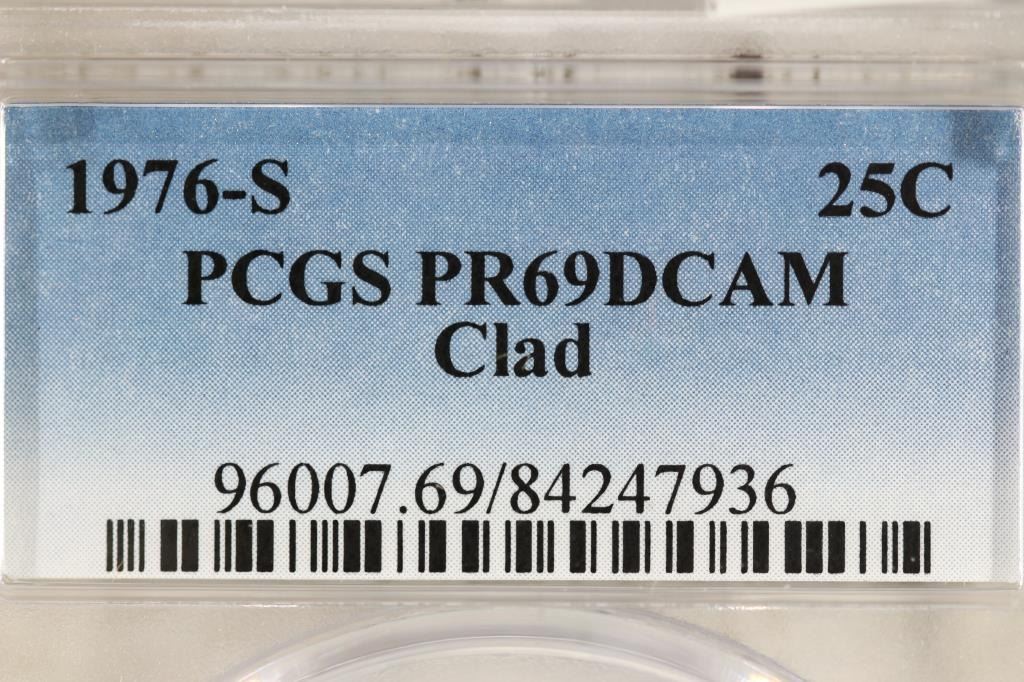 1976-S 25C
PCGS PR69DCAM
Clad
96007.69/84247936